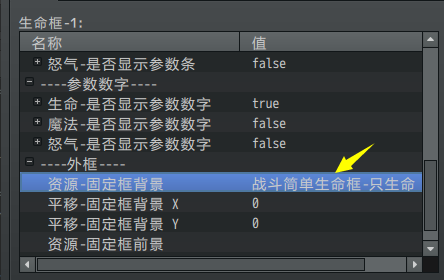 生命框-1:
名称 值
怒气-是否显示参数条 false
----参数数字----
生命-是否显示参数数字 true
魔法-是否显示参数数字 false
怒气-是否显示参数数字 false
----外框----
资源-固定框背景 战斗简单生命框-只生命
平移-固定框背景 X 0
平移-固定框背景 Y 0
资源-固定框前景